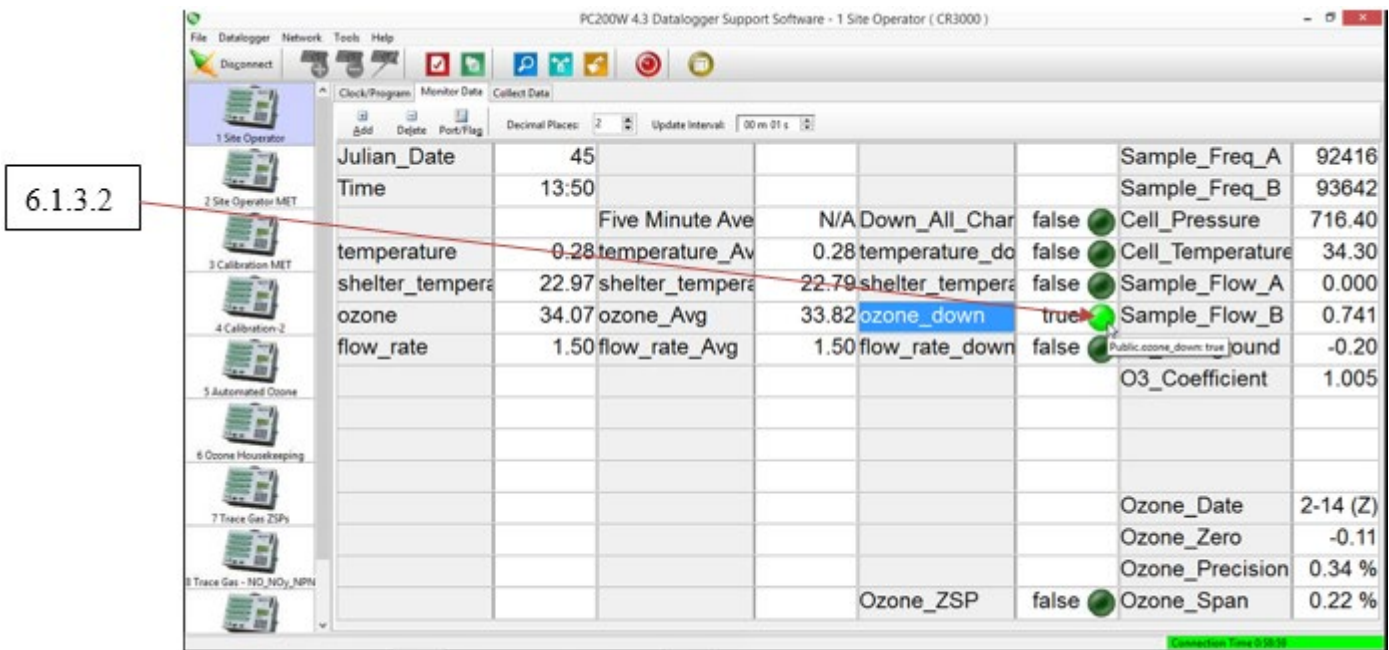 PC200W 4.3 Datalogger Support Software - 1 Site Operator ( CR3000 )
File Datalogger Network Tools Help
Disconnect
Clock/Program Monitor Data Collect Data
Add Delete Port/Flag Decimal Places: 2 Update Interval: 00 m 01 s
6.1.3.2
1 Site Operator
2 Site Operator MET
3 Calibration MET
4 Calibration-2
5 Automated Ozone
6 Ozone Housekeeping
7 Trace Gas ZSPs
8 Trace Gas - NO_NOy_NPN
Julian_Date 45 Sample_Freq_A 92416
Time 13:50 Sample_Freq_B 93642
Five Minute Ave N/A Down_All_Char false Cell_Pressure 716.40
temperature 0.28 temperature_Av 0.28 temperature_do false Cell_Temperature 34.30
shelter_tempera 22.97 shelter_tempera 22.79 shelter_tempera false Sample_Flow_A 0.000
ozone 34.07 ozone_Avg 33.82 ozone_down true Sample_Flow_B 0.741
flow_rate 1.50 flow_rate_Avg 1.50 flow_rate_down false ound -0.20
Public.ozone_down: true
O3_Coefficient 1.005
Ozone_Date 2-14 (Z)
Ozone_Zero -0.11
Ozone_Precision 0.34 %
Ozone_ZSP false Ozone_Span 0.22 %
Connection Time 0:58:58